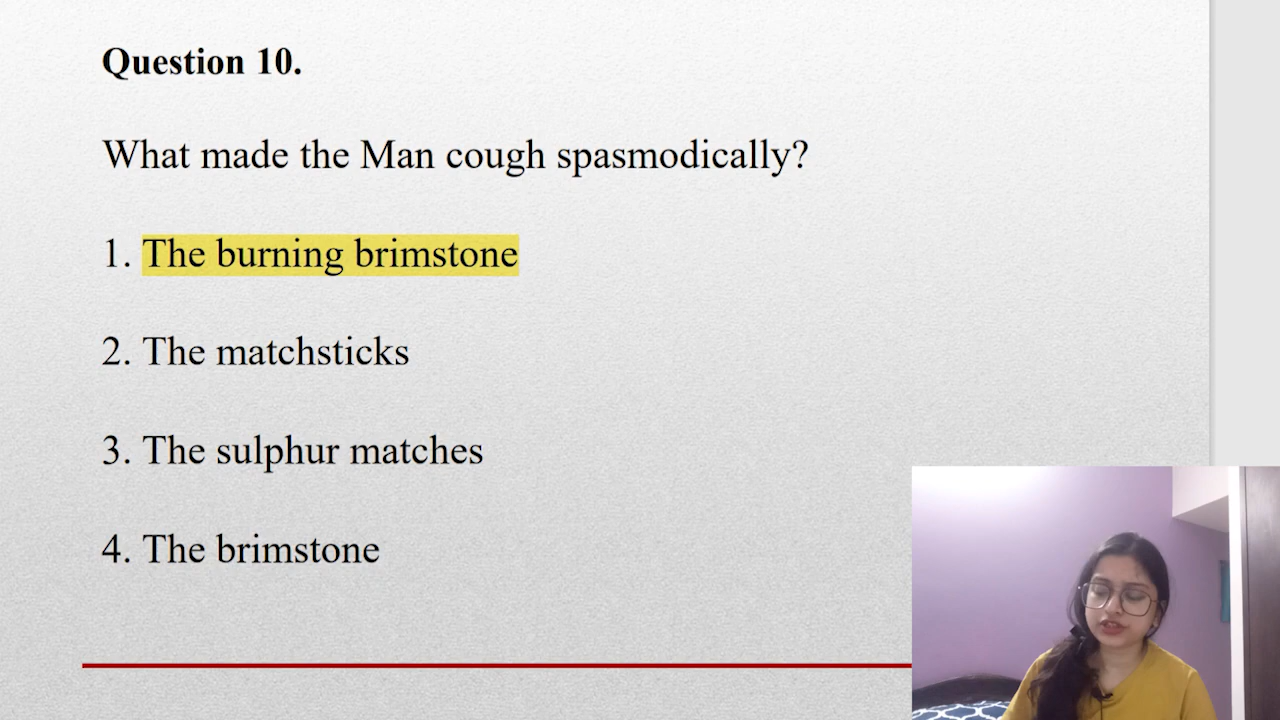 Question 10.
What made the Man cough spasmodically?
1. The burning brimstone
2. The matchsticks
3. The sulphur matches
4. The brimstone